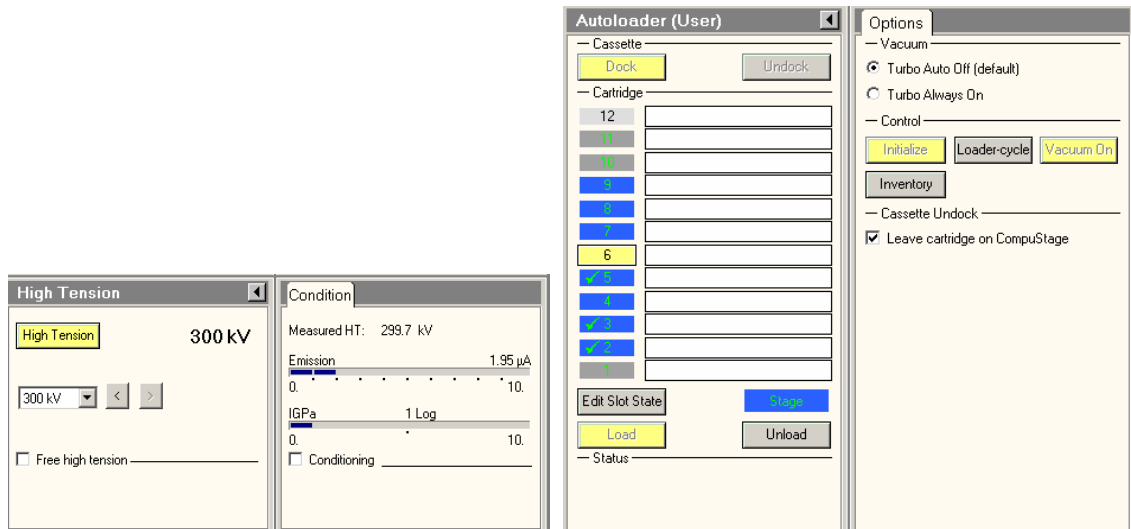 High Tension
High Tension
300 kV
300 kV
<
>
Free high tension
Condition
Measured HT: 299.7 kV
Emission 1.95 µA
0. 10.
IGPa 1 Log
0. 10.
Conditioning
Autoloader (User)
Cassette
Dock Undock
Cartridge
12
11
10
9
8
7
6
5
4
3
2
1
Edit Slot State Stage
Load Unload
Status
Options
Vacuum
Turbo Auto Off (default)
Turbo Always On
Control
Initialize Loader-cycle Vacuum On
Inventory
Cassette Undock
Leave cartridge on CompuStage